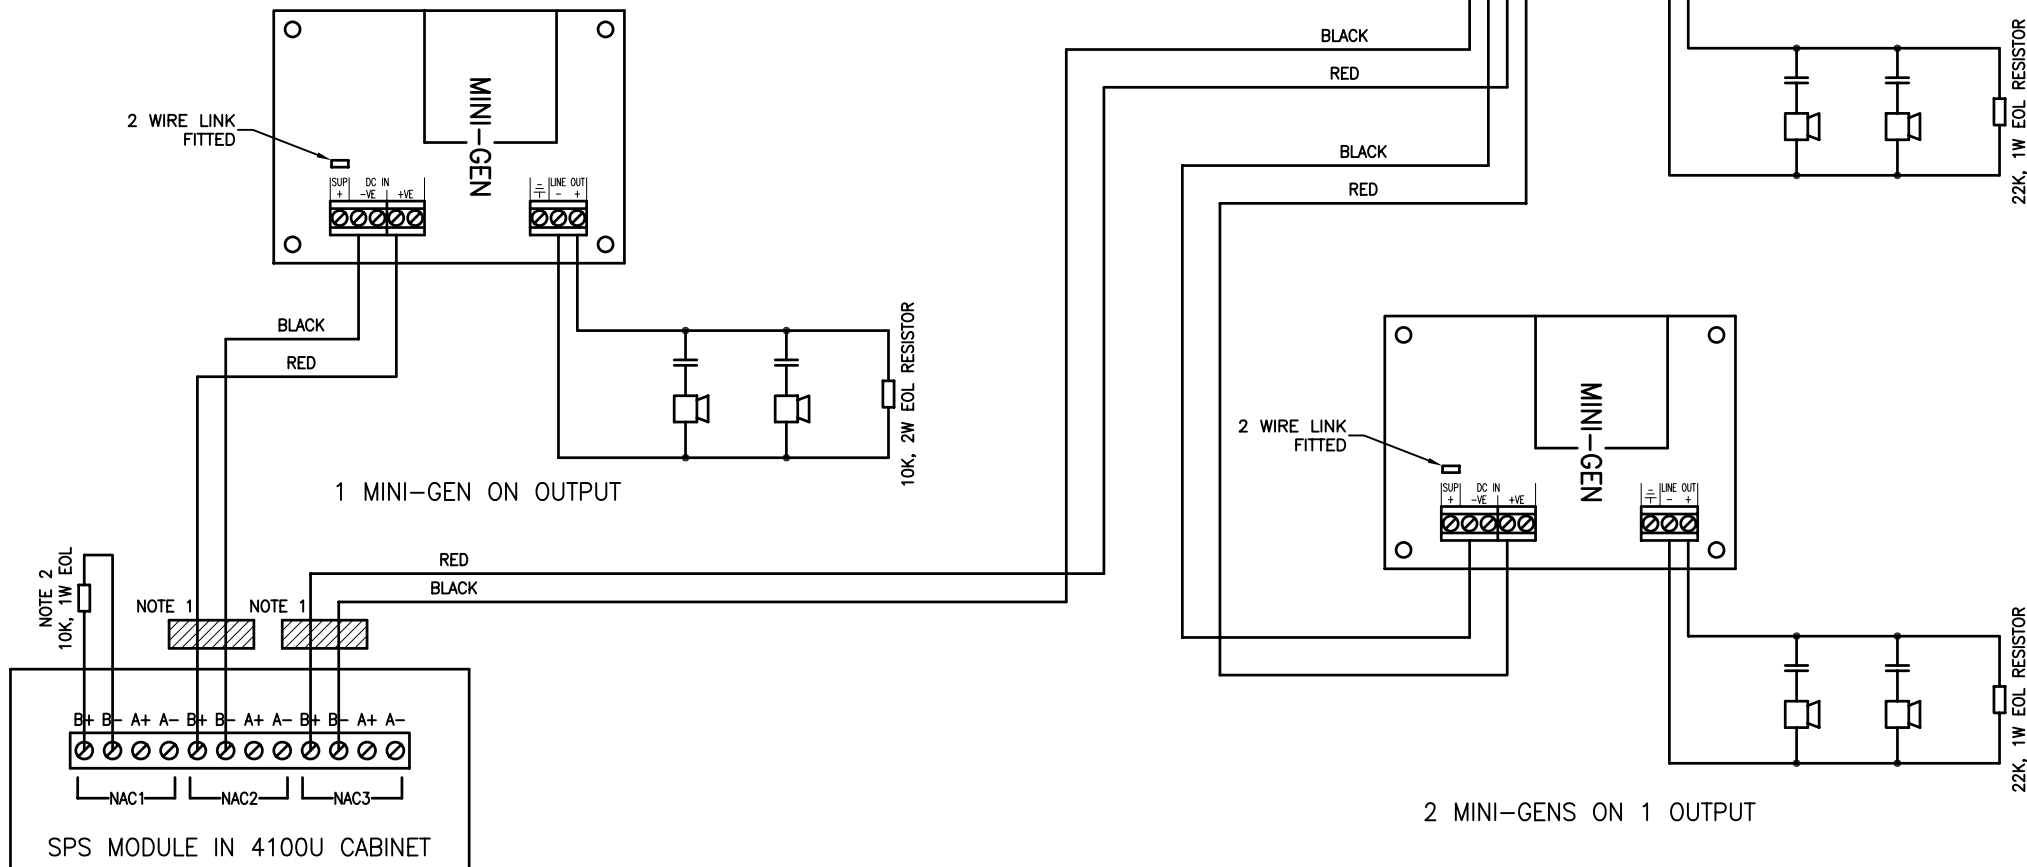 BLACK
RED
BLACK
RED
22K, 1W EOL RESISTOR
2 WIRE LINK
FITTED
MINI-GEN
SUP DC IN
+ -VE +VE
LINE OUT
- +
BLACK
RED
10K, 2W EOL RESISTOR
1 MINI-GEN ON OUTPUT
2 WIRE LINK
FITTED
MINI-GEN
SUP DC IN
+ -VE +VE
LINE OUT
- +
22K, 1W EOL RESISTOR
2 MINI-GENS ON 1 OUTPUT
RED
BLACK
NOTE 2
10K, 1W EOL
NOTE 1 NOTE 1
B+ B- A+ A- B+ B- A+ A- B+ B- A+ A-
NAC1 NAC2 NAC3
SPS MODULE IN 4100U CABINET